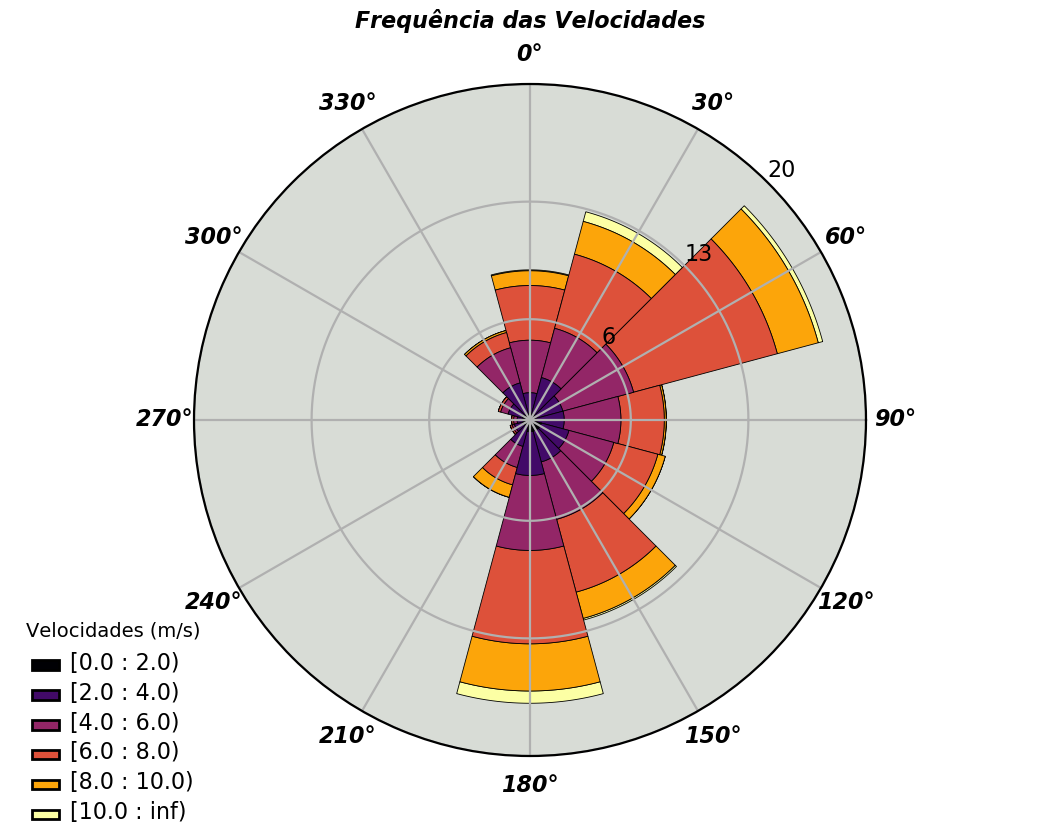 Frequência das Velocidades
0°
330°
30°
20
300°
60°
13
6
270°
90°
240°
120°
210°
150°
180°
Velocidades (m/s)
[0.0 : 2.0)
[2.0 : 4.0)
[4.0 : 6.0)
[6.0 : 8.0)
[8.0 : 10.0)
[10.0 : inf)